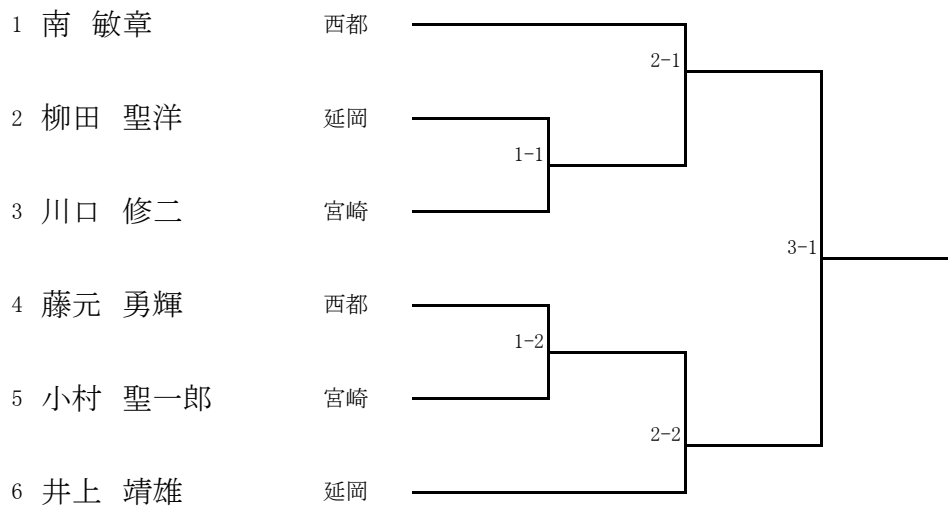 1 南 敏章 西都
2-1
2 柳田 聖洋 延岡
1-1
3 川口 修二 宮崎
3-1
4 藤元 勇輝 西都
1-2
5 小村 聖一郎 宮崎
2-2
6 井上 靖雄 延岡